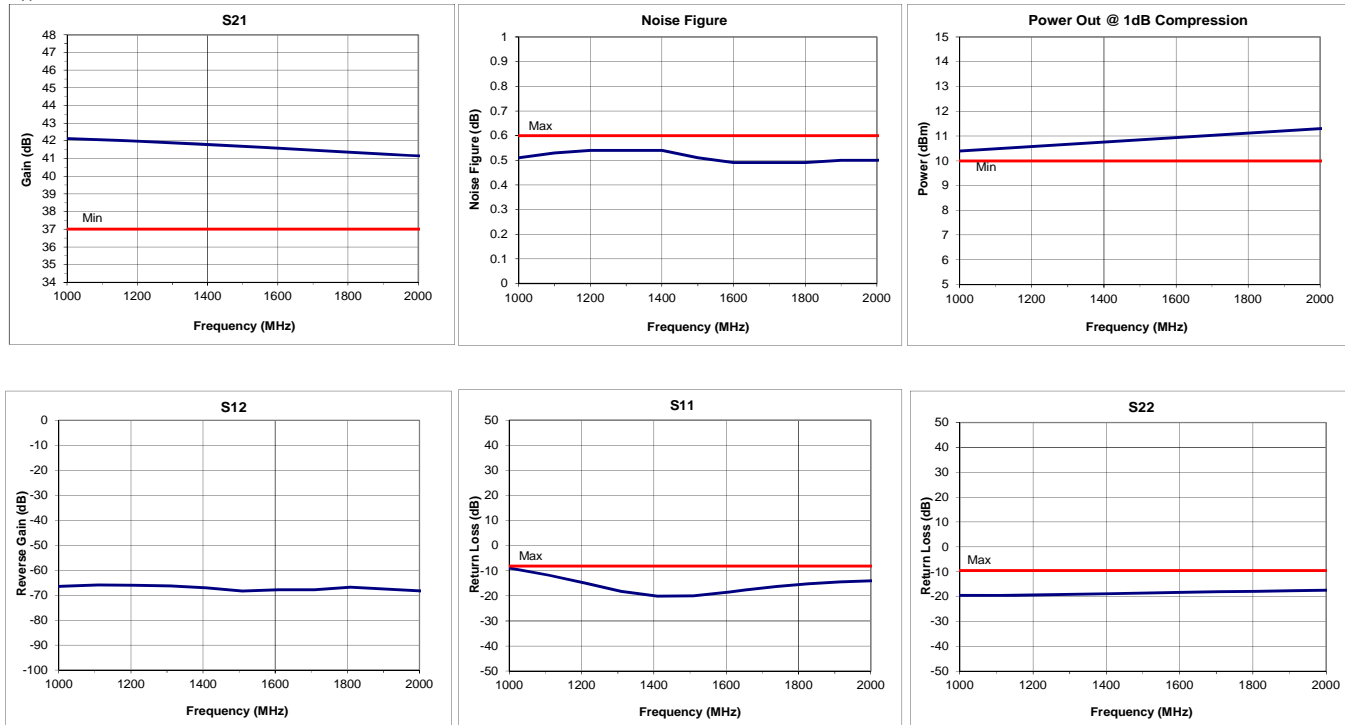 S21
48
47
46
45
44
43
42
41
40
39
38
37
36
35
34
Gain (dB)
Min
1000 1200 1400 1600 1800 2000
Frequency (MHz)
Noise Figure
1
0.9
0.8
0.7
0.6
0.5
0.4
0.3
0.2
0.1
0
Noise Figure (dB)
Max
1000 1200 1400 1600 1800 2000
Frequency (MHz)
Power Out @ 1dB Compression
15
14
13
12
11
10
9
8
7
6
5
Power (dBm)
Min
1000 1200 1400 1600 1800 2000
Frequency (MHz)
S12
0
-10
-20
-30
-40
-50
-60
-70
-80
-90
-100
Reverse Gain (dB)
1000 1200 1400 1600 1800 2000
Frequency (MHz)
S11
50
40
30
20
10
0
-10
-20
-30
-40
-50
Return Loss (dB)
Max
1000 1200 1400 1600 1800 2000
Frequency (MHz)
S22
50
40
30
20
10
0
-10
-20
-30
-40
-50
Return Loss (dB)
Max
1000 1200 1400 1600 1800 2000
Frequency (MHz)